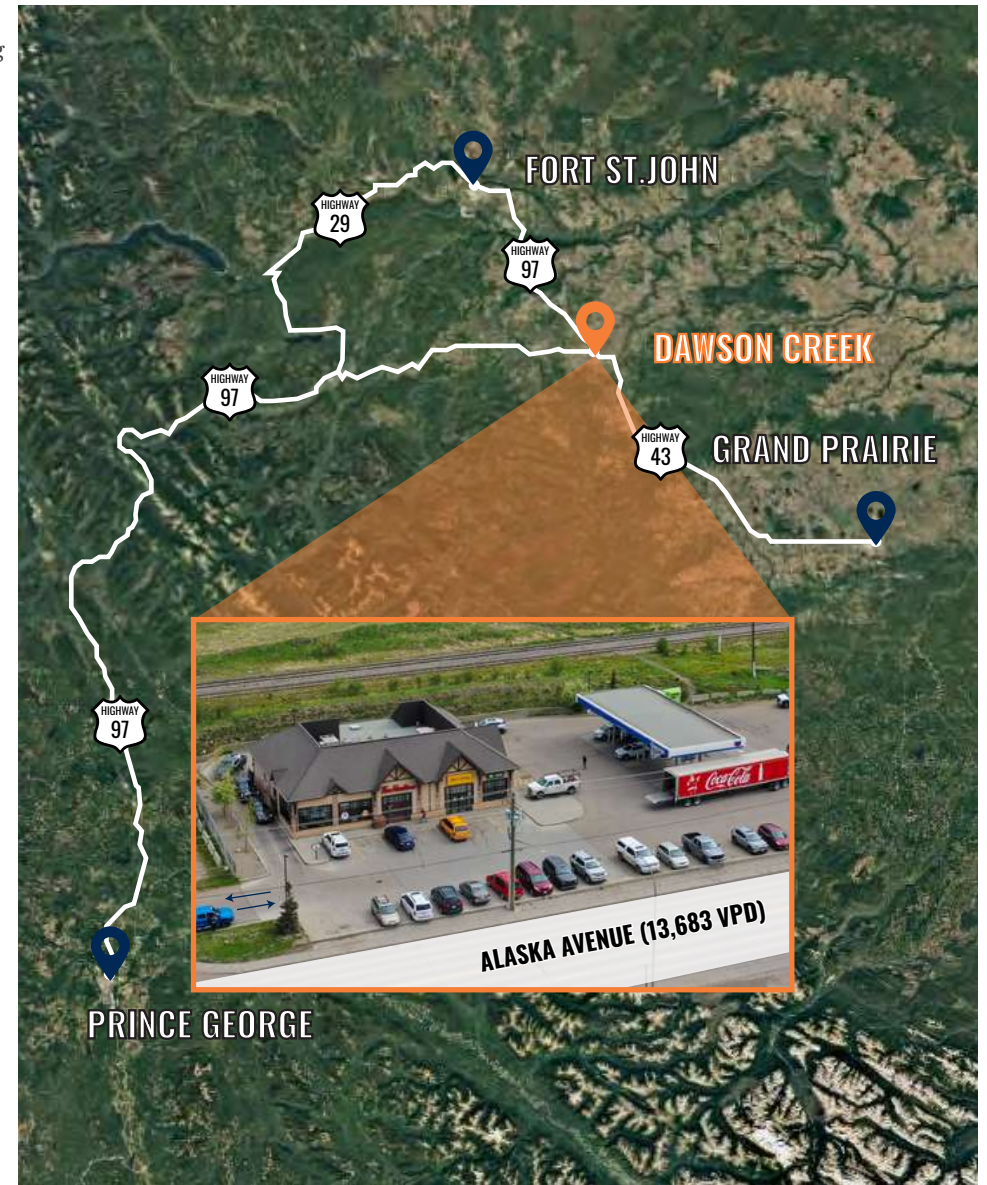 g
FORT ST.JOHN
HIGHWAY
29
HIGHWAY
97
DAWSON CREEK
HIGHWAY
97
HIGHWAY
43
GRAND PRAIRIE
HIGHWAY
97
Coca-Cola
ALASKA AVENUE (13,683 VPD)
PRINCE GEORGE